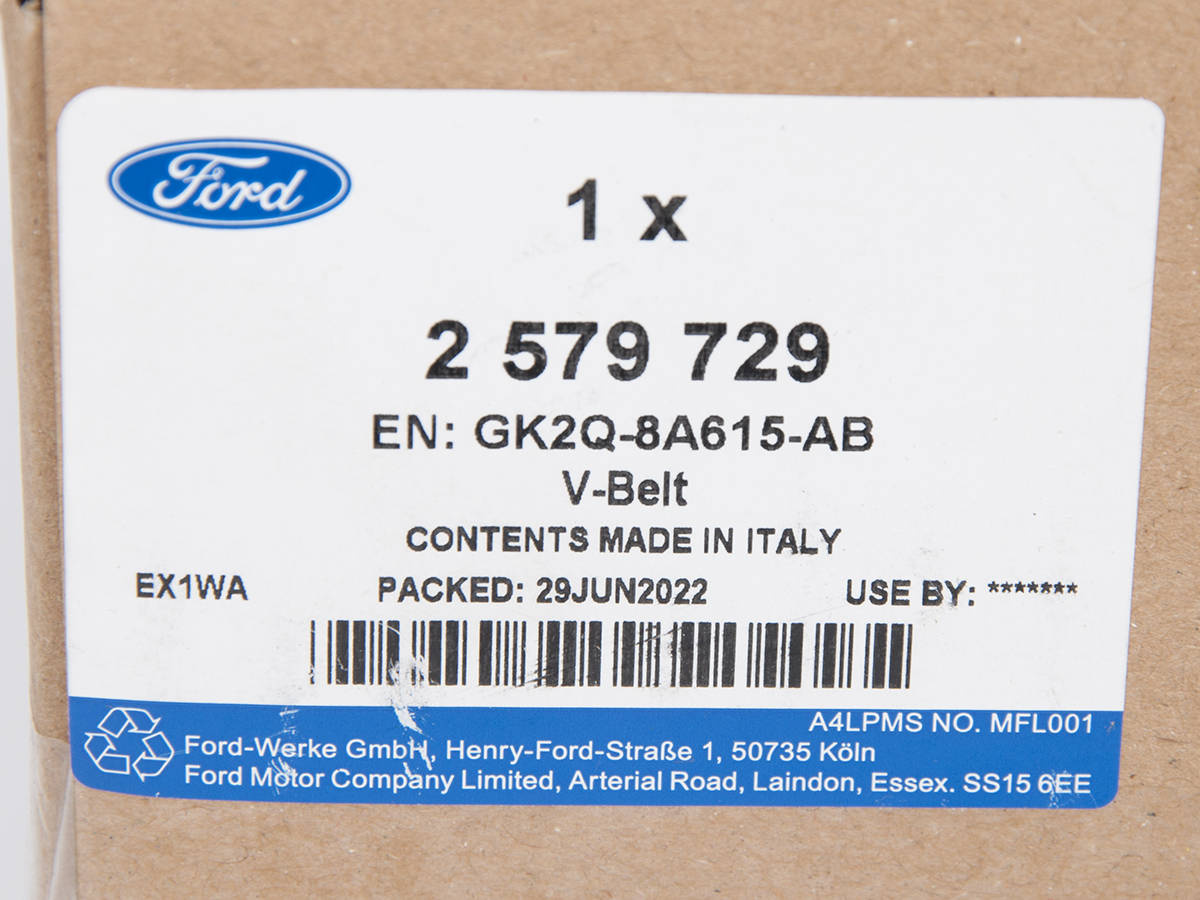 Ford
1 x
2 579 729
EN: GK2Q-8A615-AB
V-Belt
CONTENTS MADE IN ITALY
EX1WA PACKED: 29JUN2022 USE BY: *******
A4LPMS NO. MFL001
Ford-Werke GmbH, Henry-Ford-Straße 1, 50735 Köln
Ford Motor Company Limited, Arterial Road, Laindon, Essex. SS15 6EE